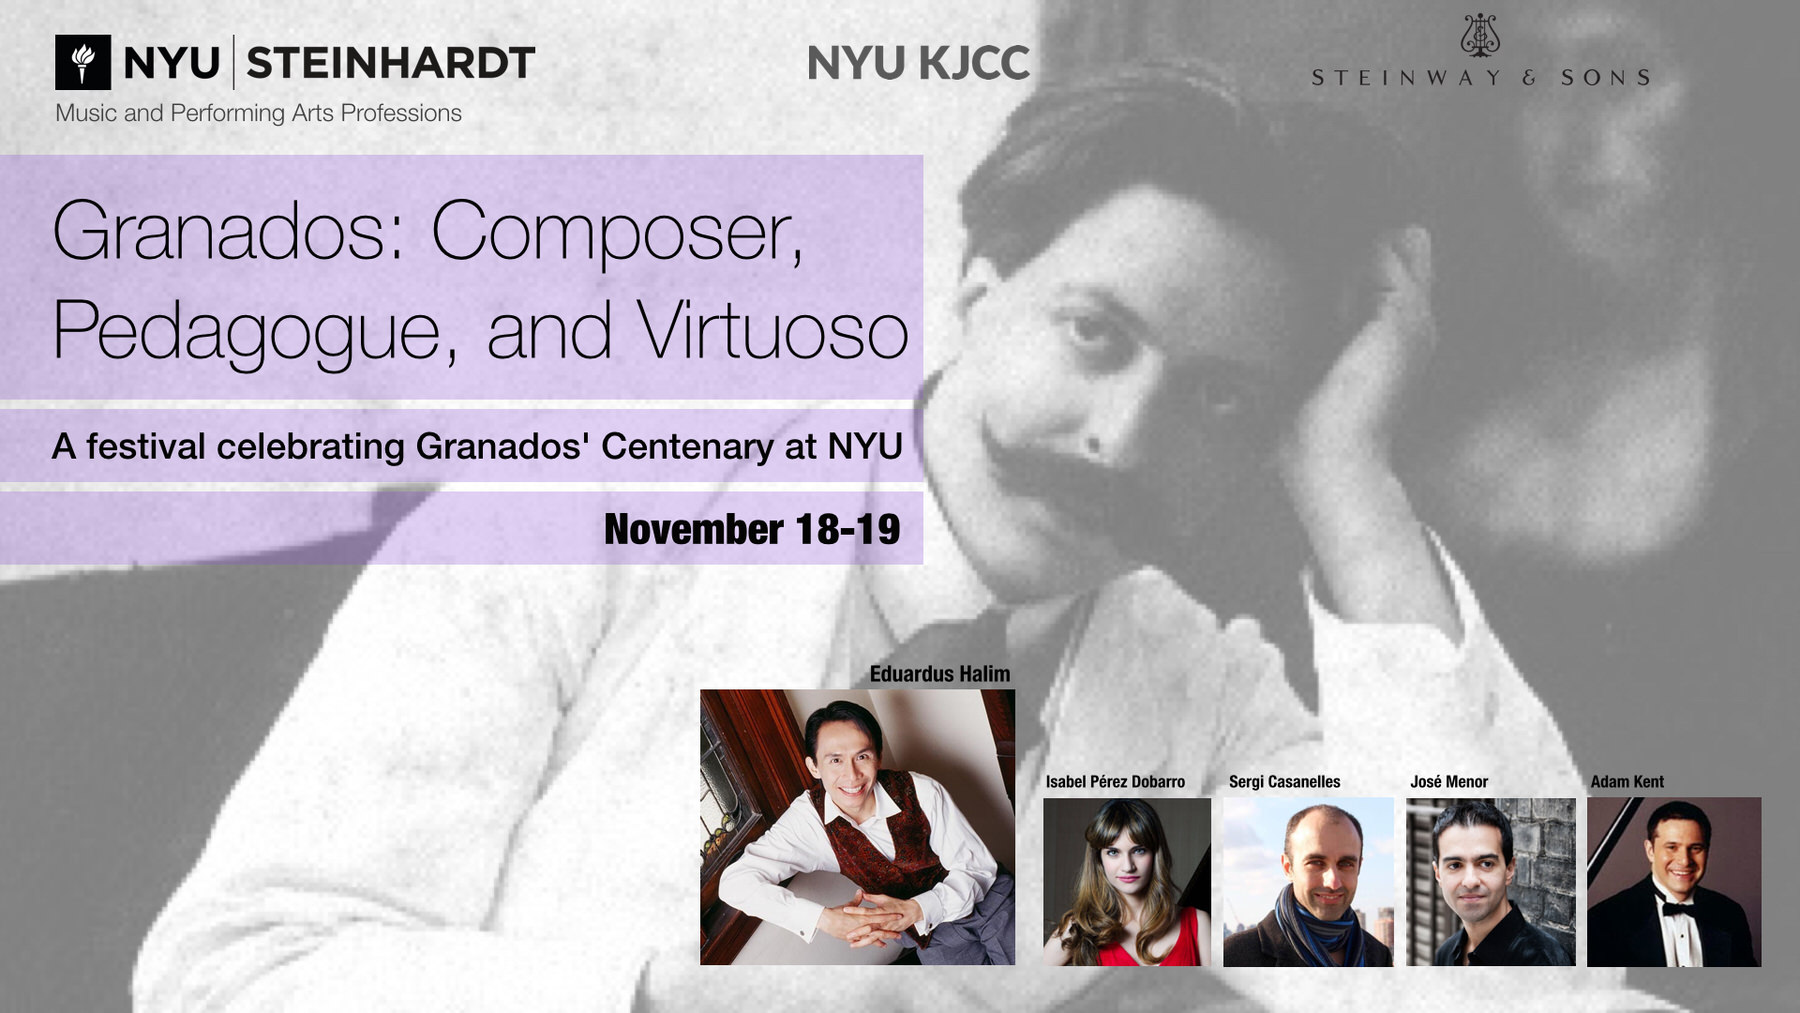 NYU STEINHARDT
Music and Performing Arts Professions
NYU KJCC
STEINWAY & SONS
Granados: Composer,
Pedagogue, and Virtuoso
A festival celebrating Granados' Centenary at NYU
November 18-19
Eduardus Halim
Isabel Pérez Dobarro
Sergi Casanelles
José Menor
Adam Kent